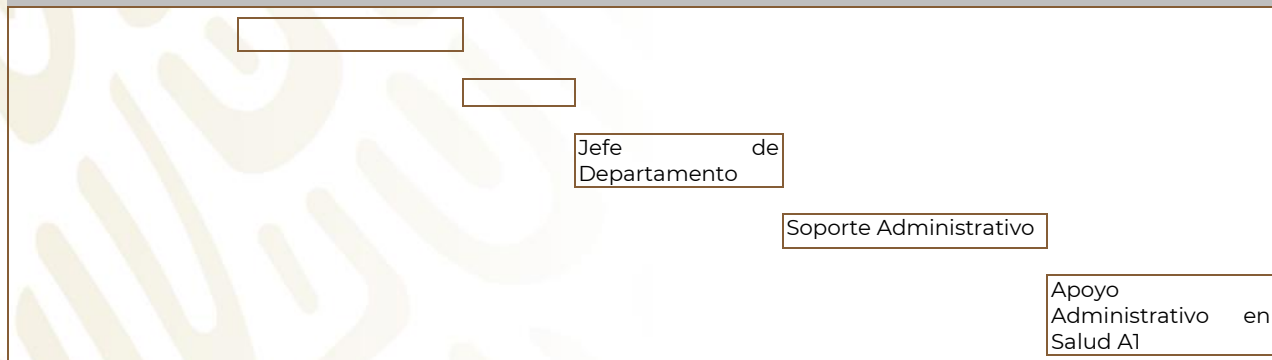 Jefe de
Departamento
Soporte Administrativo
Apoyo
Administrativo en
Salud A1